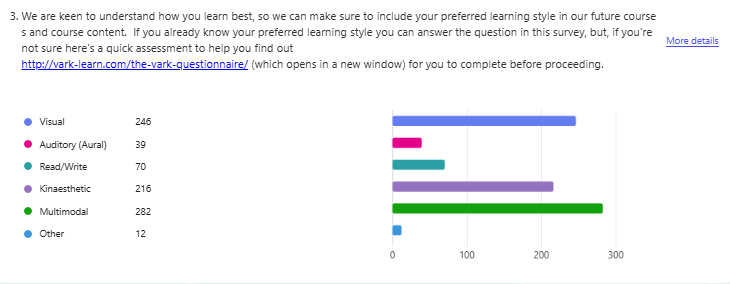 3. We are keen to understand how you learn best, so we can make sure to include your preferred learning style in our future course
s and course content.  If you already know your preferred learning style you can answer the question in this survey, but, if you're
not sure here's a quick assessment to help you find out
http://vark-learn.com/the-vark-questionnaire/ (which opens in a new window) for you to complete before proceeding.
More details
Visual 246
Auditory (Aural) 39
Read/Write 70
Kinaesthetic 216
Multimodal 282
Other 12
0 100 200 300